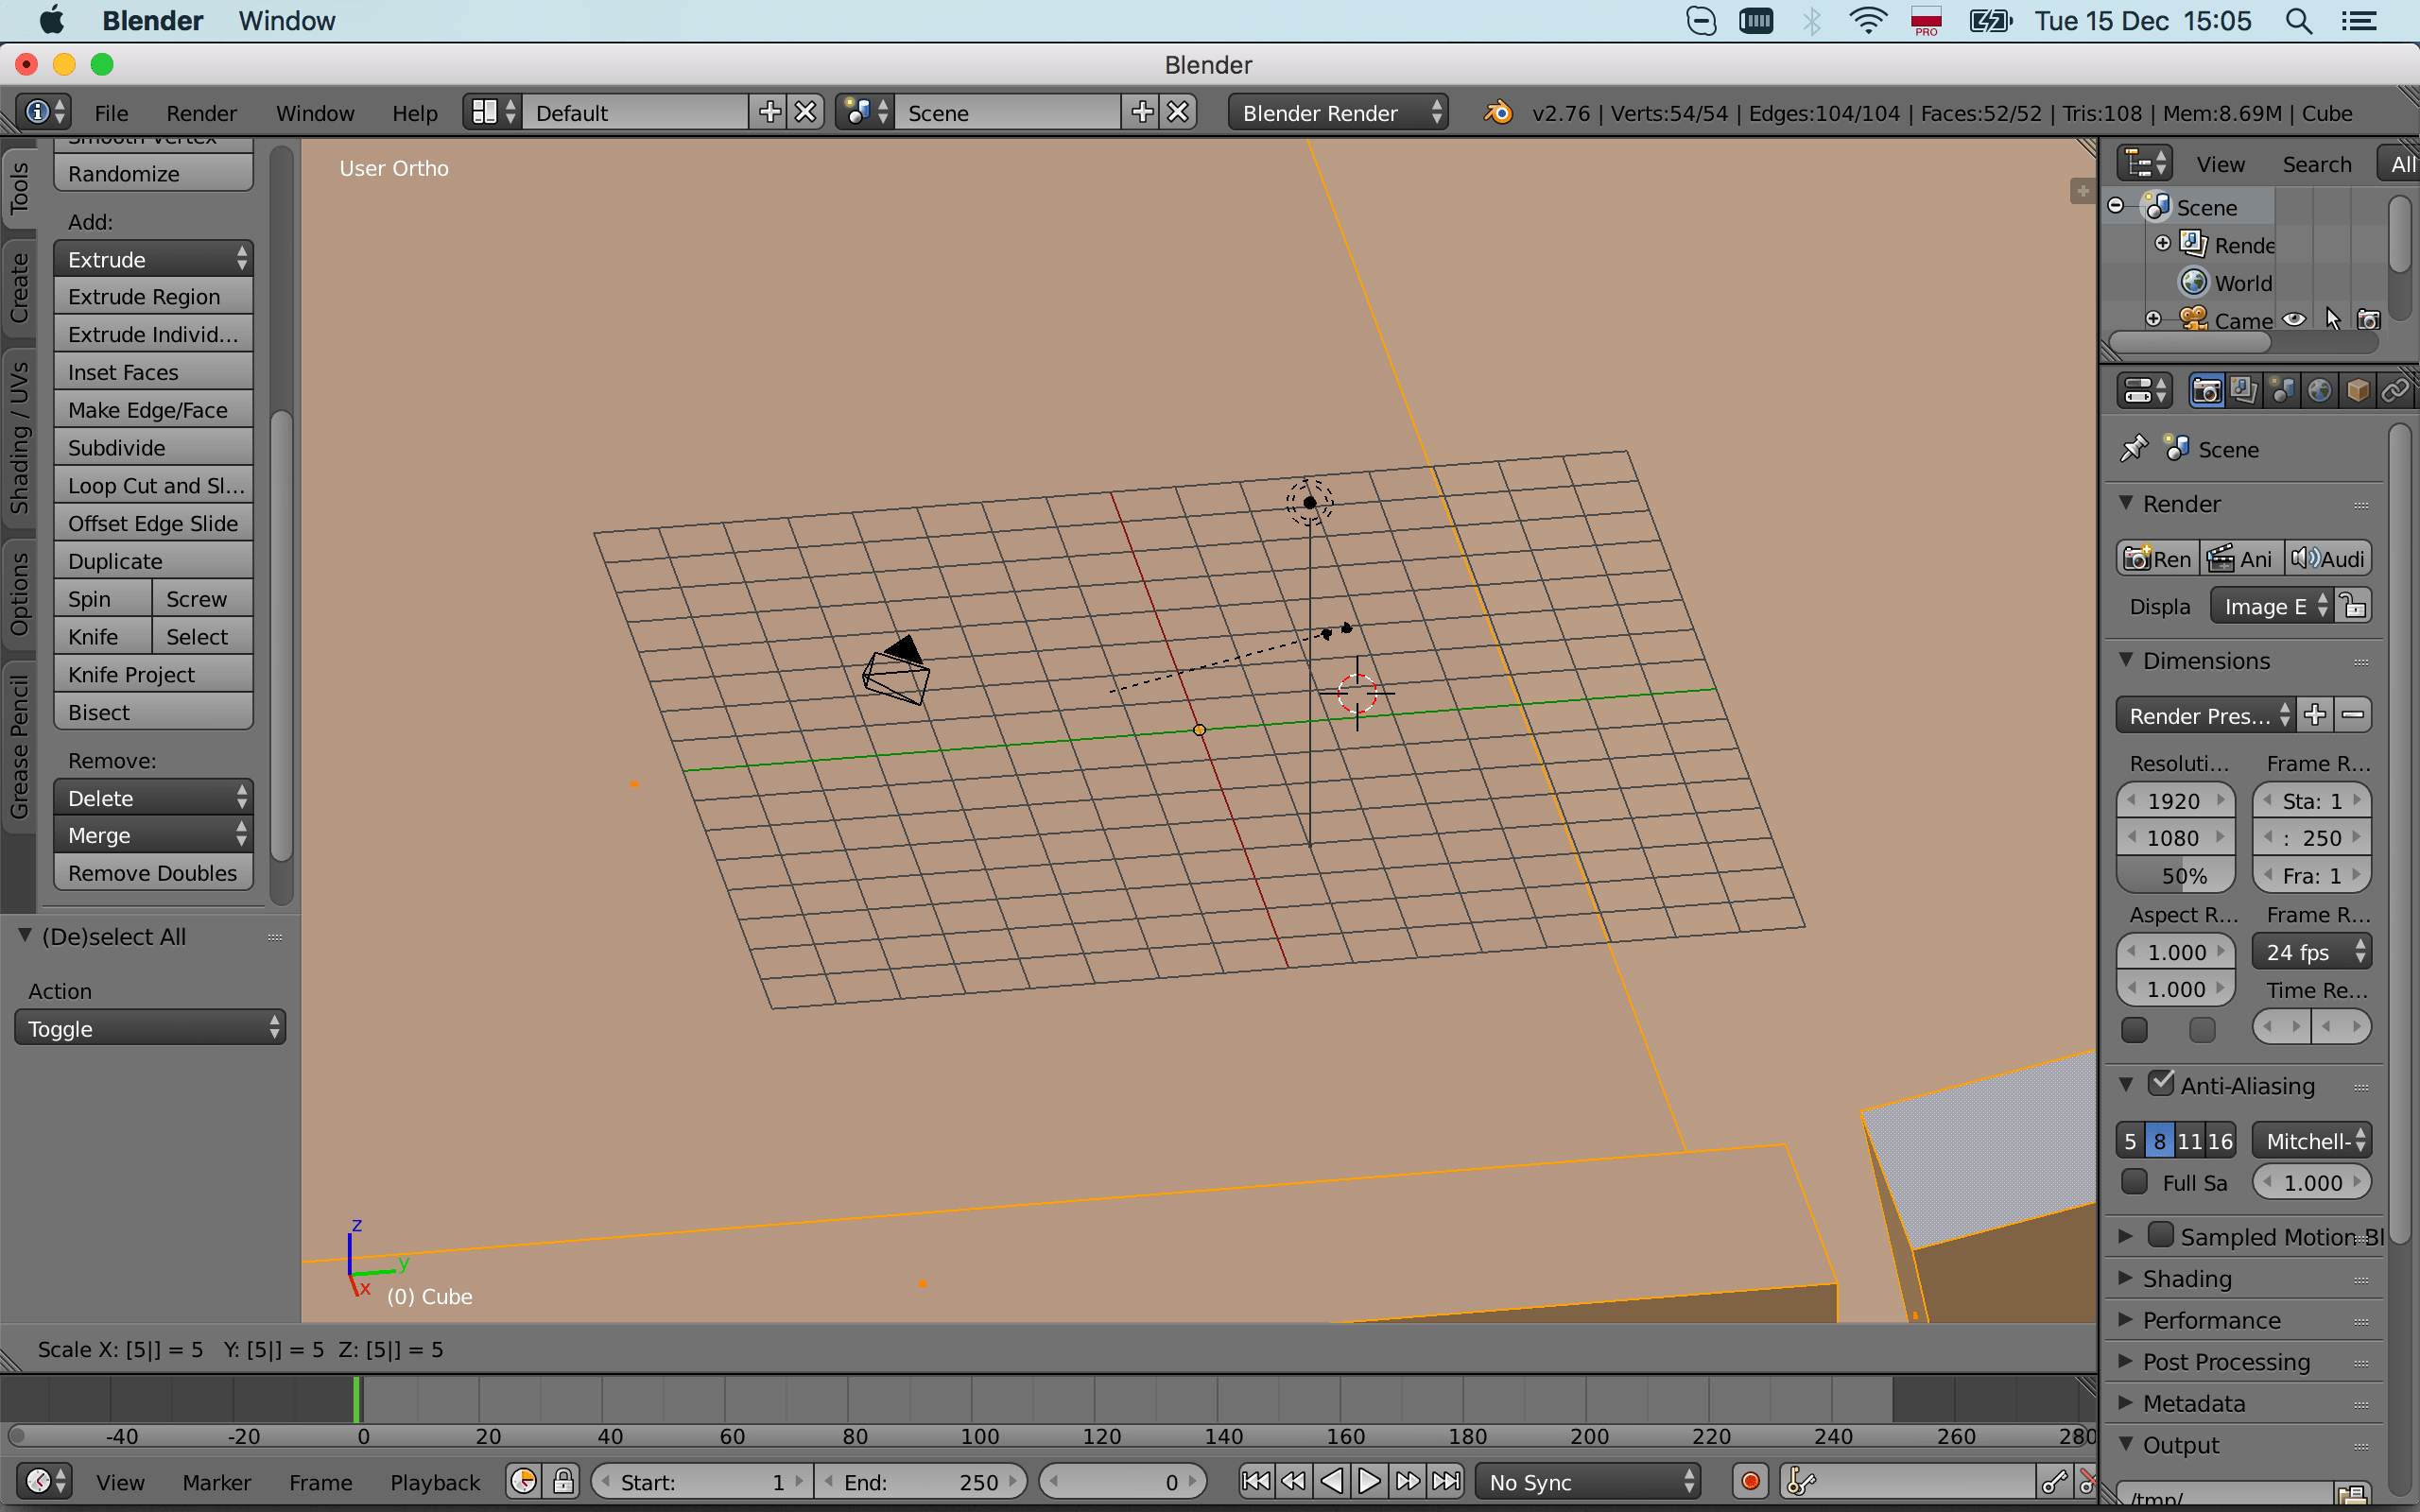 Blender Window
PRO
Tue 15 Dec 15:05
Blender
File Render Window Help Default Scene Blender Render v2.76 | Verts:54/54 | Edges:104/104 | Faces:52/52 | Tris:108 | Mem:8.69M | Cube
Tools
Create
Shading / UVs
Options
Grease Pencil
Smooth Vertex
Randomize
Add:
Extrude
Extrude Region
Extrude Individ...
Inset Faces
Make Edge/Face
Subdivide
Loop Cut and Sl...
Offset Edge Slide
Duplicate
Spin Screw
Knife Select
Knife Project
Bisect
Remove:
Delete
Merge
Remove Doubles
(De)select All
Action
Toggle
User Ortho
z
y
x
(0) Cube
Scale X: [5|] = 5 Y: [5|] = 5 Z: [5|] = 5
View Search All
Scene
Rende
World
Came
Scene
Render
Ren Ani Audi
Displa Image E
Dimensions
Render Pres...
Resoluti... Frame R...
1920 Sta: 1
1080 : 250
50% Fra: 1
Aspect R... Frame R...
1.000 24 fps
1.000 Time Re...
Anti-Aliasing
5 8 11 16 Mitchell-
Full Sa 1.000
Sampled Motion Bl
Shading
Performance
Post Processing
Metadata
Output
/tmp/
-40 -20 0 20 40 60 80 100 120 140 160 180 200 220 240 260 280
View Marker Frame Playback Start: 1 End: 250 0 No Sync